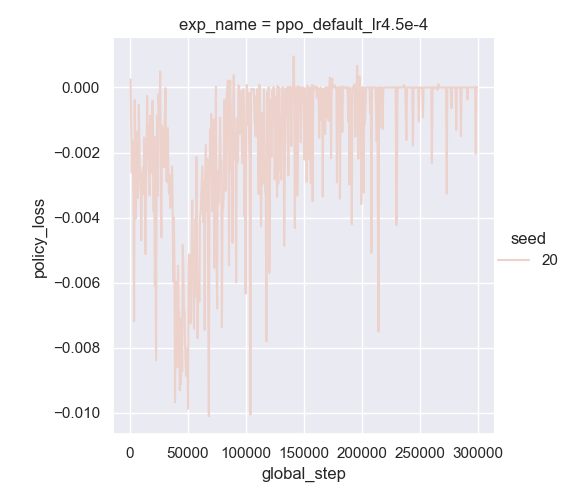 exp_name = ppo_default_lr4.5e-4
0.000
−0.002
−0.004
−0.006
−0.008
−0.010
policy_loss
0 50000 100000 150000 200000 250000 300000
global_step
seed
20